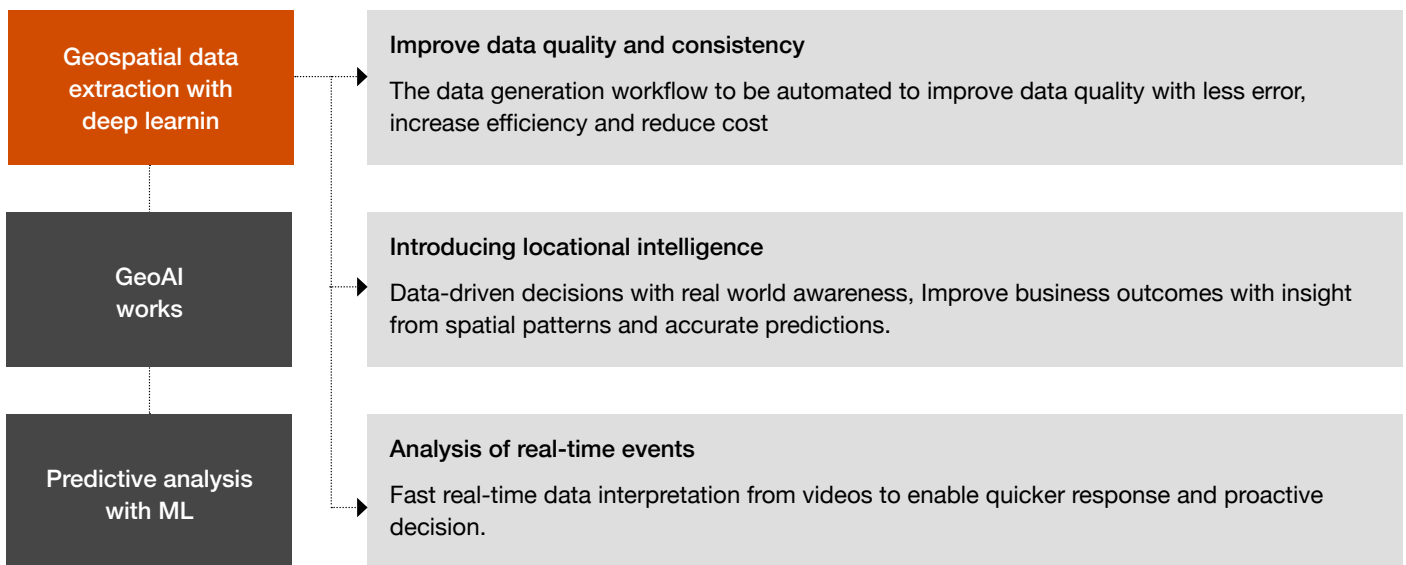 Geospatial data
extraction with
deep learnin
Improve data quality and consistency
The data generation workflow to be automated to improve data quality with less error,
increase efficiency and reduce cost
GeoAI
works
Introducing locational intelligence
Data-driven decisions with real world awareness, Improve business outcomes with insight
from spatial patterns and accurate predictions.
Predictive analysis
with ML
Analysis of real-time events
Fast real-time data interpretation from videos to enable quicker response and proactive
decision.